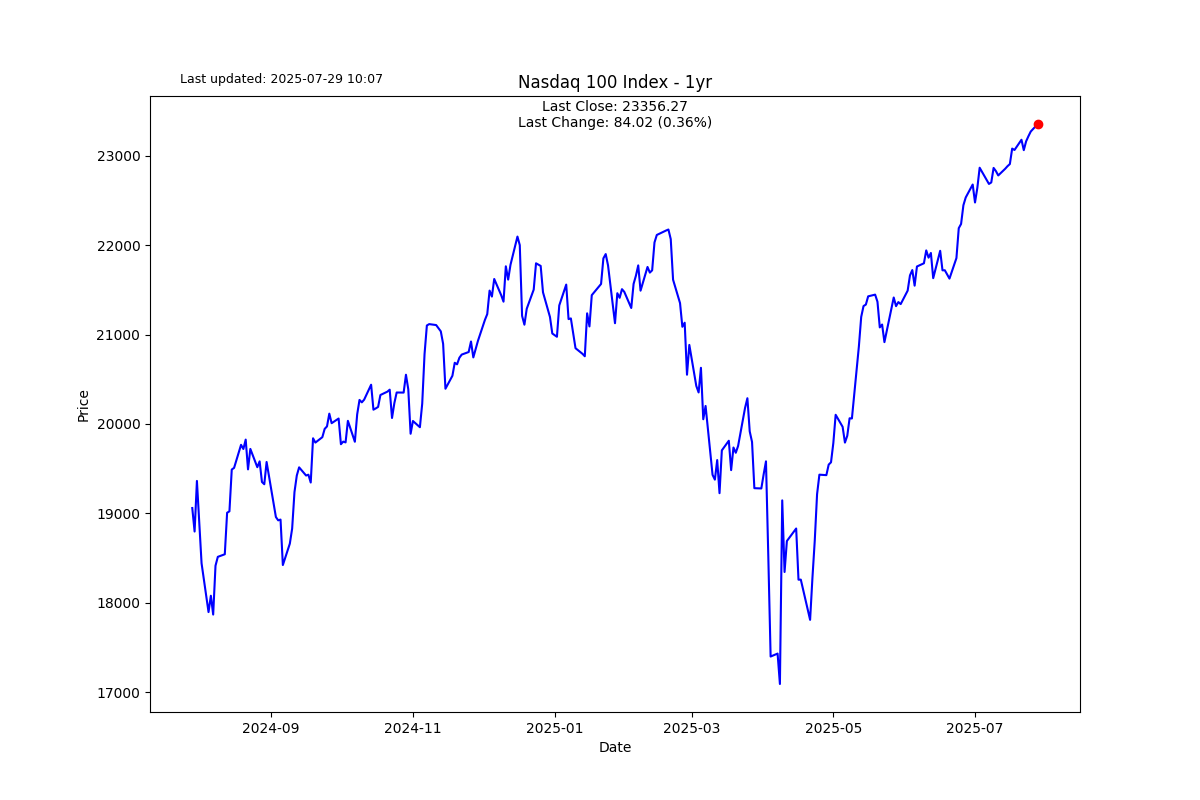 Last updated: 2025-07-29 10:07
Nasdaq 100 Index - 1yr
Last Close: 23356.27
Last Change: 84.02 (0.36%)
23000
22000
21000
20000
19000
18000
17000
Price
2024-09
2024-11
2025-01
2025-03
2025-05
2025-07
Date